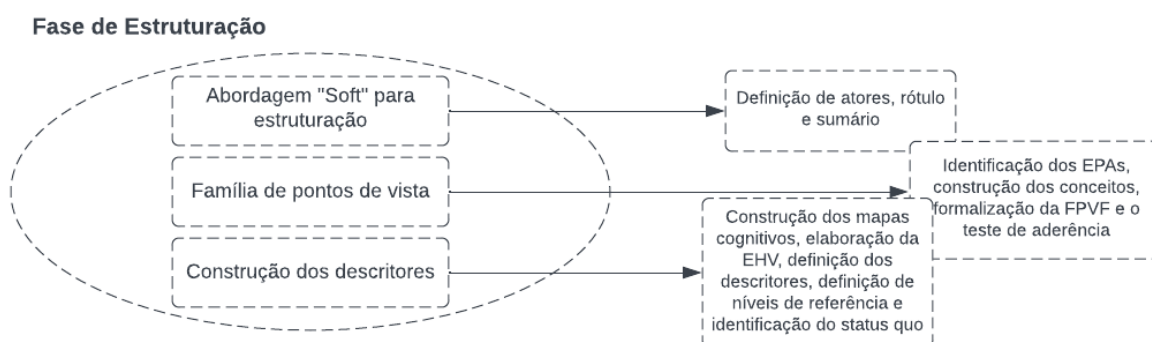 Fase de Estruturação
Abordagem "Soft" para
estruturação
Definição de atores, rótulo
e sumário
Família de pontos de vista
Identificação dos EPAs,
construção dos conceitos,
formalização da FPVF e o
teste de aderência
Construção dos descritores
Construção dos mapas
cognitivos, elaboração da
EHV, definição dos
descritores, definição de
níveis de referência e
identificação do status quo